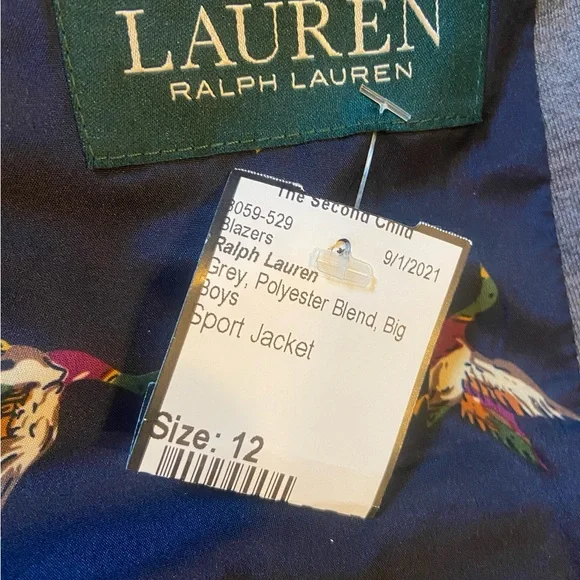 LAUREN
RALPH LAUREN
The Second Child
8059-529
9/1/2021
Blazers
Ralph Lauren
Grey, Polyester Blend, Big
Boys
Sport Jacket
Size: 12